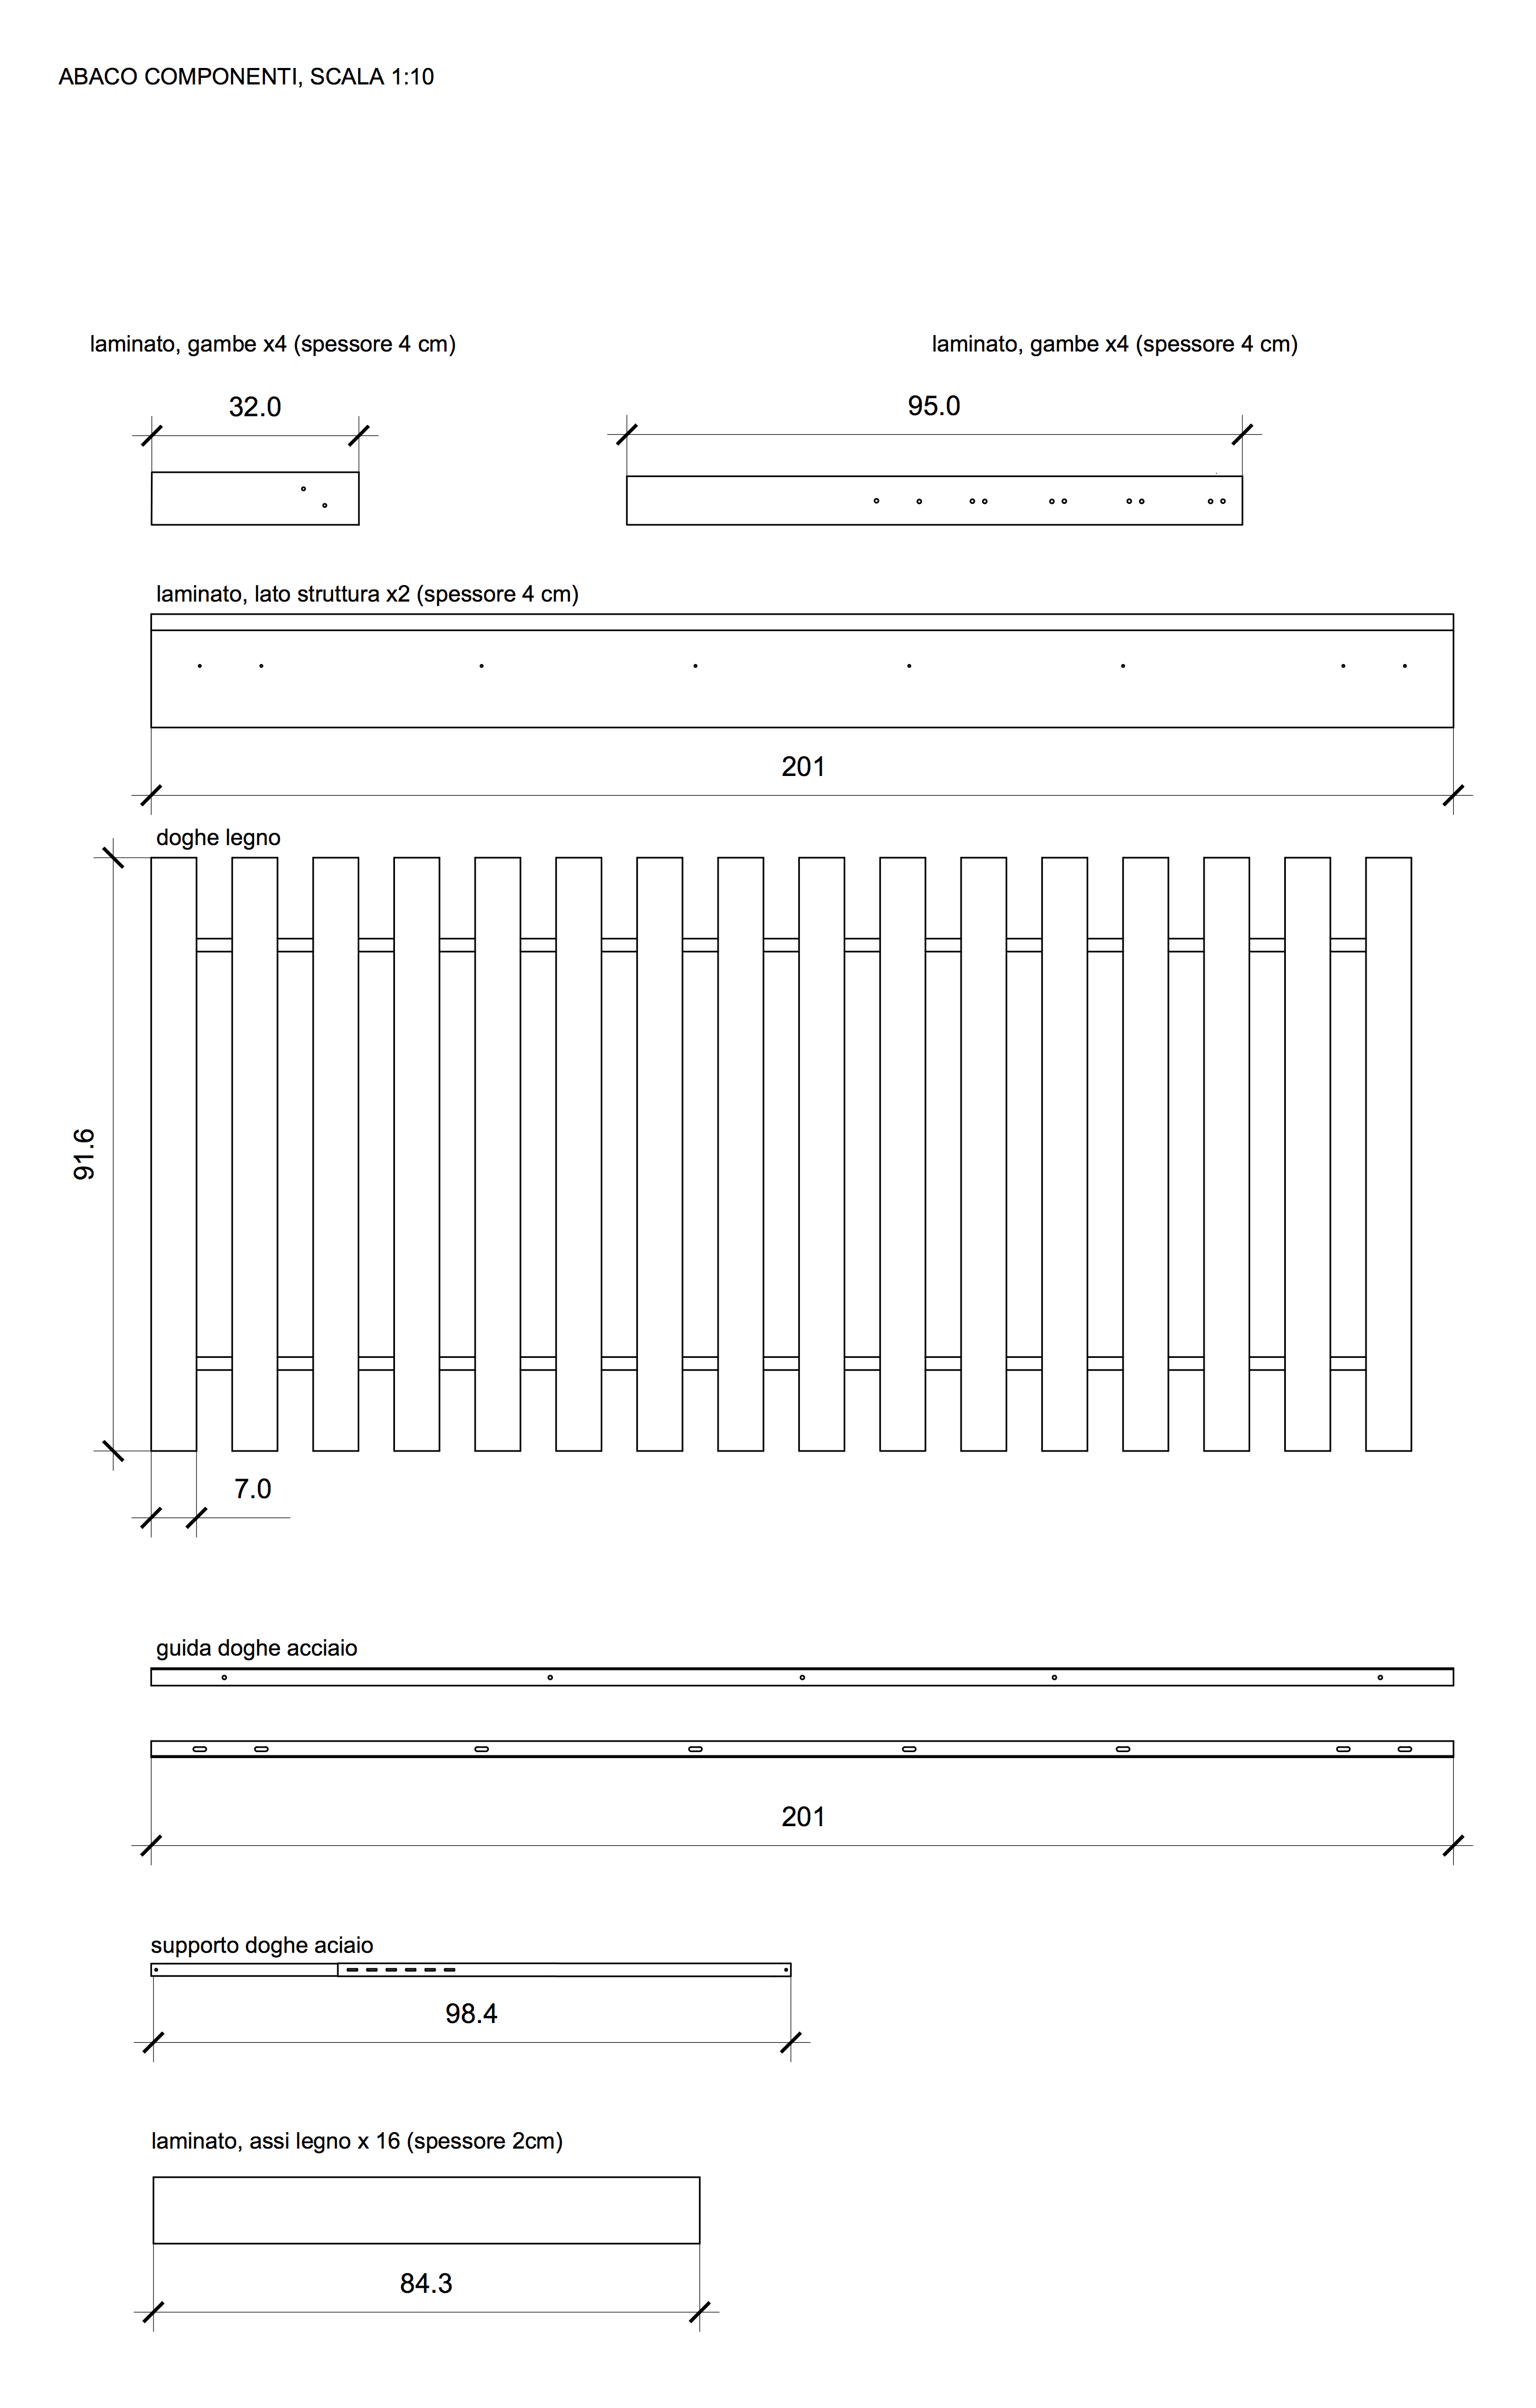 ABACO COMPONENTI, SCALA 1:10
laminato, gambe x4 (spessore 4 cm)
laminato, gambe x4 (spessore 4 cm)
32.0
95.0
laminato, lato struttura x2 (spessore 4 cm)
201
doghe legno
91.6
7.0
guida doghe acciaio
201
supporto doghe aciaio
98.4
laminato, assi legno x 16 (spessore 2cm)
84.3